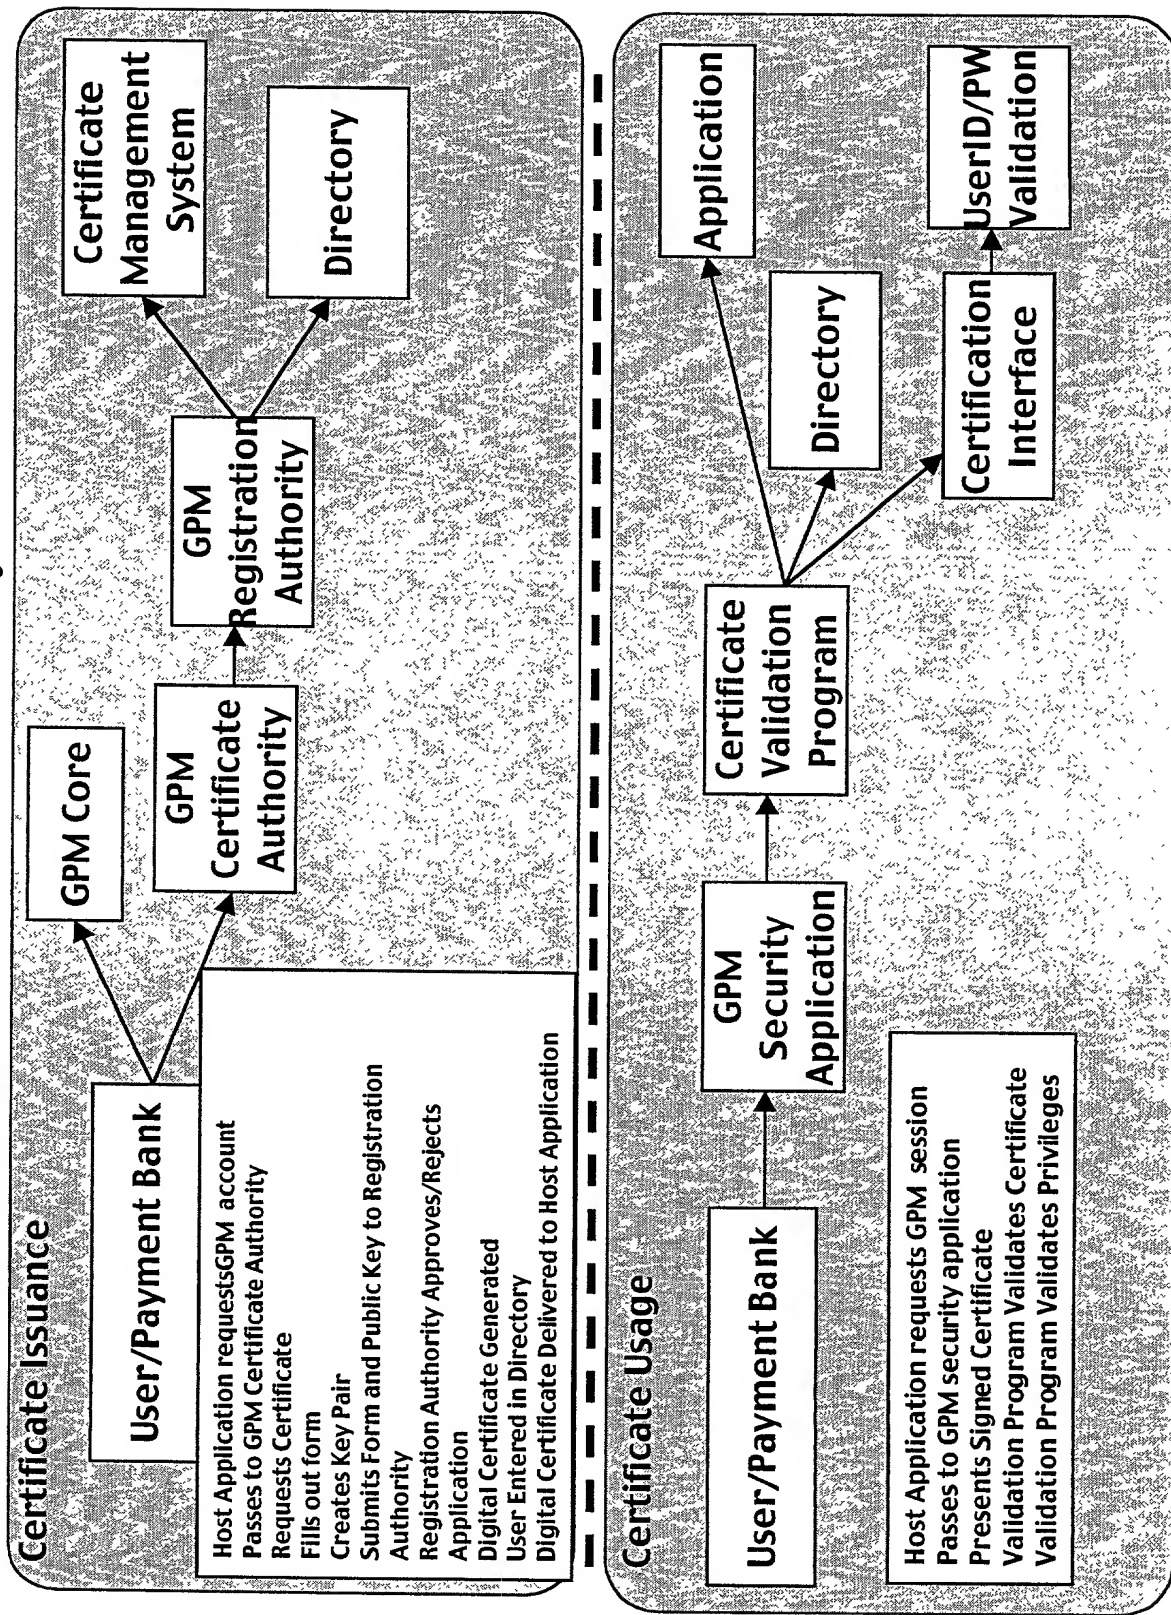 Certificate Issuance
User/Payment Bank
GPM Core
GPM
Certificate
Authority
GPM
Registration
Authority
Certificate
Management
System
Directory
Host Application requestsGPM account
Passes to GPM Certificate Authority
Requests Certificate
Fills out form
Creates Key Pair
Submits Form and Public Key to Registration
Authority
Registration Authority Approves/Rejects
Application
Digital Certificate Generated
User Entered in Directory
Digital Certificate Delivered to Host Application
Certificate Usage
User/Payment Bank
GPM
Security
Application
Certificate
Validation
Program
Application
Directory
Certification
Interface
UserID/PW
Validation
Host Application requests GPM session
Passes to GPM security application
Presents Signed Certificate
Validation Program Validates Certificate
Validation Program Validates Privileges